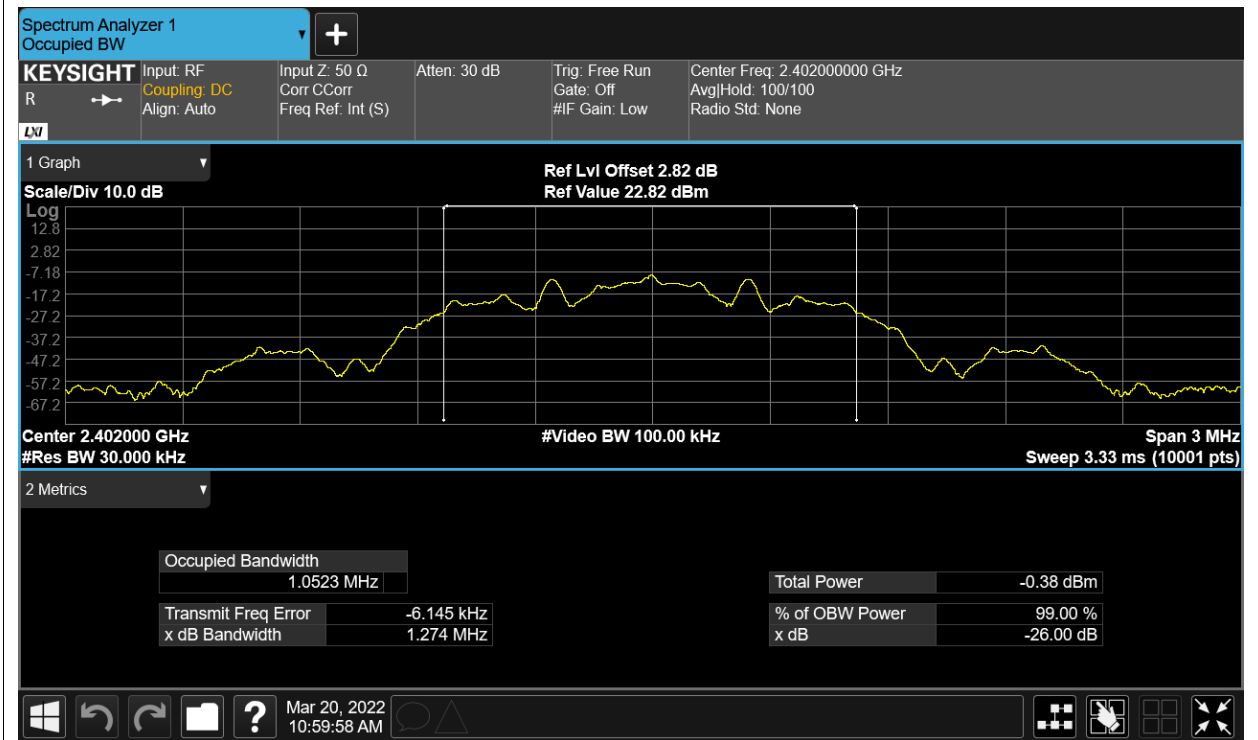 Spectrum Analyzer 1
Occupied BW
KEYSIGHT
R
LXI
Input: RF
Coupling: DC
Align: Auto
Input Z: 50 Ω
Corr CCorr
Freq Ref: Int (S)
Atten: 30 dB
Trig: Free Run
Gate: Off
#IF Gain: Low
Center Freq: 2.402000000 GHz
Avg|Hold: 100/100
Radio Std: None
1 Graph
Scale/Div 10.0 dB
Ref Lvl Offset 2.82 dB
Ref Value 22.82 dBm
Log
12.8
2.82
-7.18
-17.2
-27.2
-37.2
-47.2
-57.2
-67.2
Center 2.402000 GHz
#Res BW 30.000 kHz
#Video BW 100.00 kHz
Span 3 MHz
Sweep 3.33 ms (10001 pts)
2 Metrics
Occupied Bandwidth
1.0523 MHz
Transmit Freq Error -6.145 kHz
x dB Bandwidth 1.274 MHz
Total Power -0.38 dBm
% of OBW Power 99.00 %
x dB -26.00 dB
?
Mar 20, 2022
10:59:58 AM